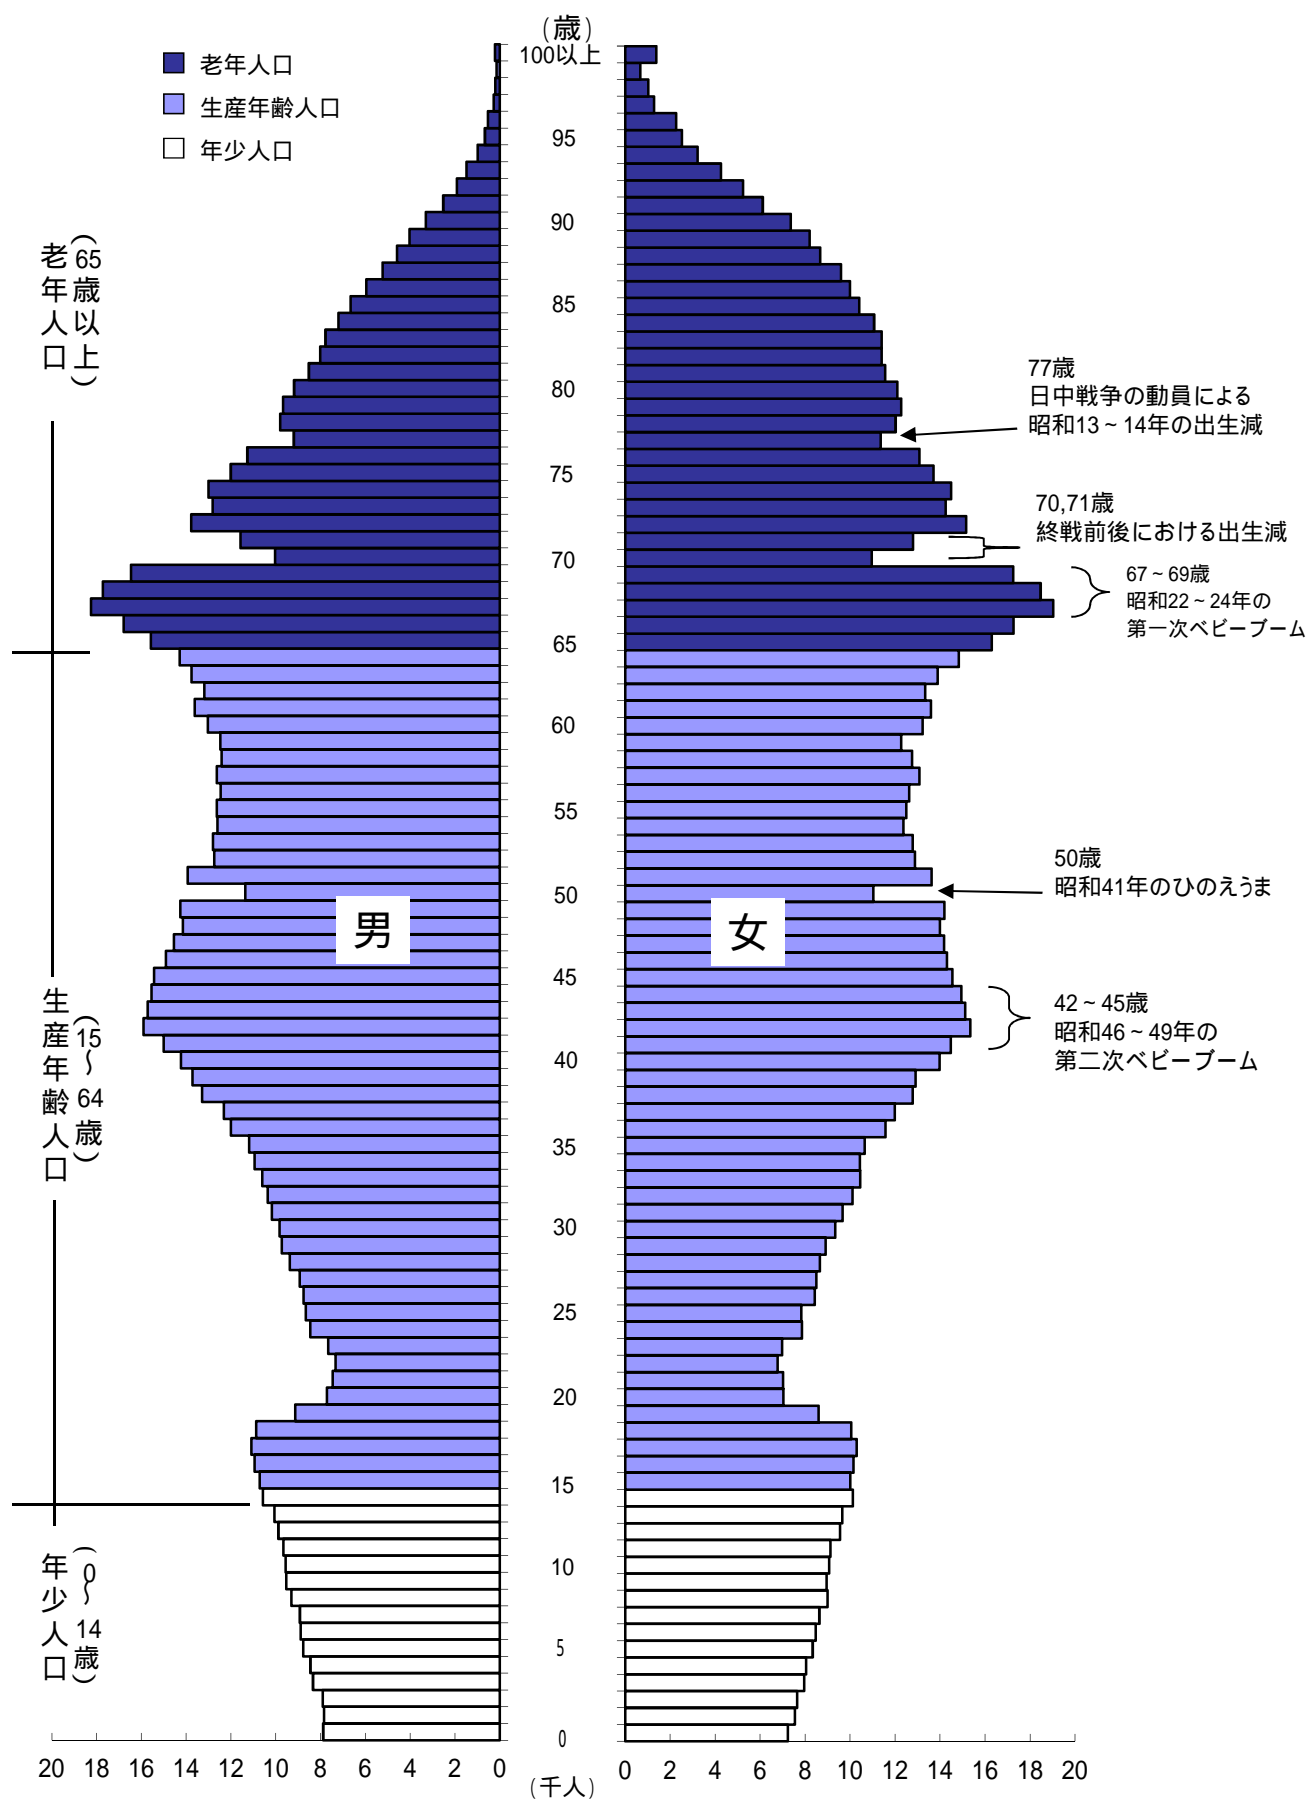 （歳）
老年人口
生産年齢人口
年少人口
100以上
95
90
85
80
75
70
65
60
55
50
45
40
35
30
25
20
15
10
5
0
老年人口
（65歳以上）
生産年齢人口
（15～64歳）
年少人口
（0～14歳）
男
女
77歳
日中戦争の動員による
昭和13～14年の出生減
70,71歳
終戦前後における出生減
67～69歳
昭和22～24年の
第一次ベビーブーム
50歳
昭和41年のひのえうま
42～45歳
昭和46～49年の
第二次ベビーブーム
20 18 16 14 12 10 8 6 4 2 0
（千人）
0 2 4 6 8 10 12 14 16 18 20